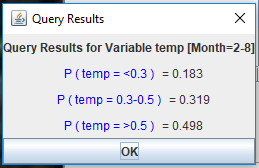 Query Results
Query Results for Variable temp [Month=2-8]
P ( temp = <0.3 ) = 0.183
P ( temp = 0.3-0.5 ) = 0.319
P ( temp = >0.5 ) = 0.498
OK